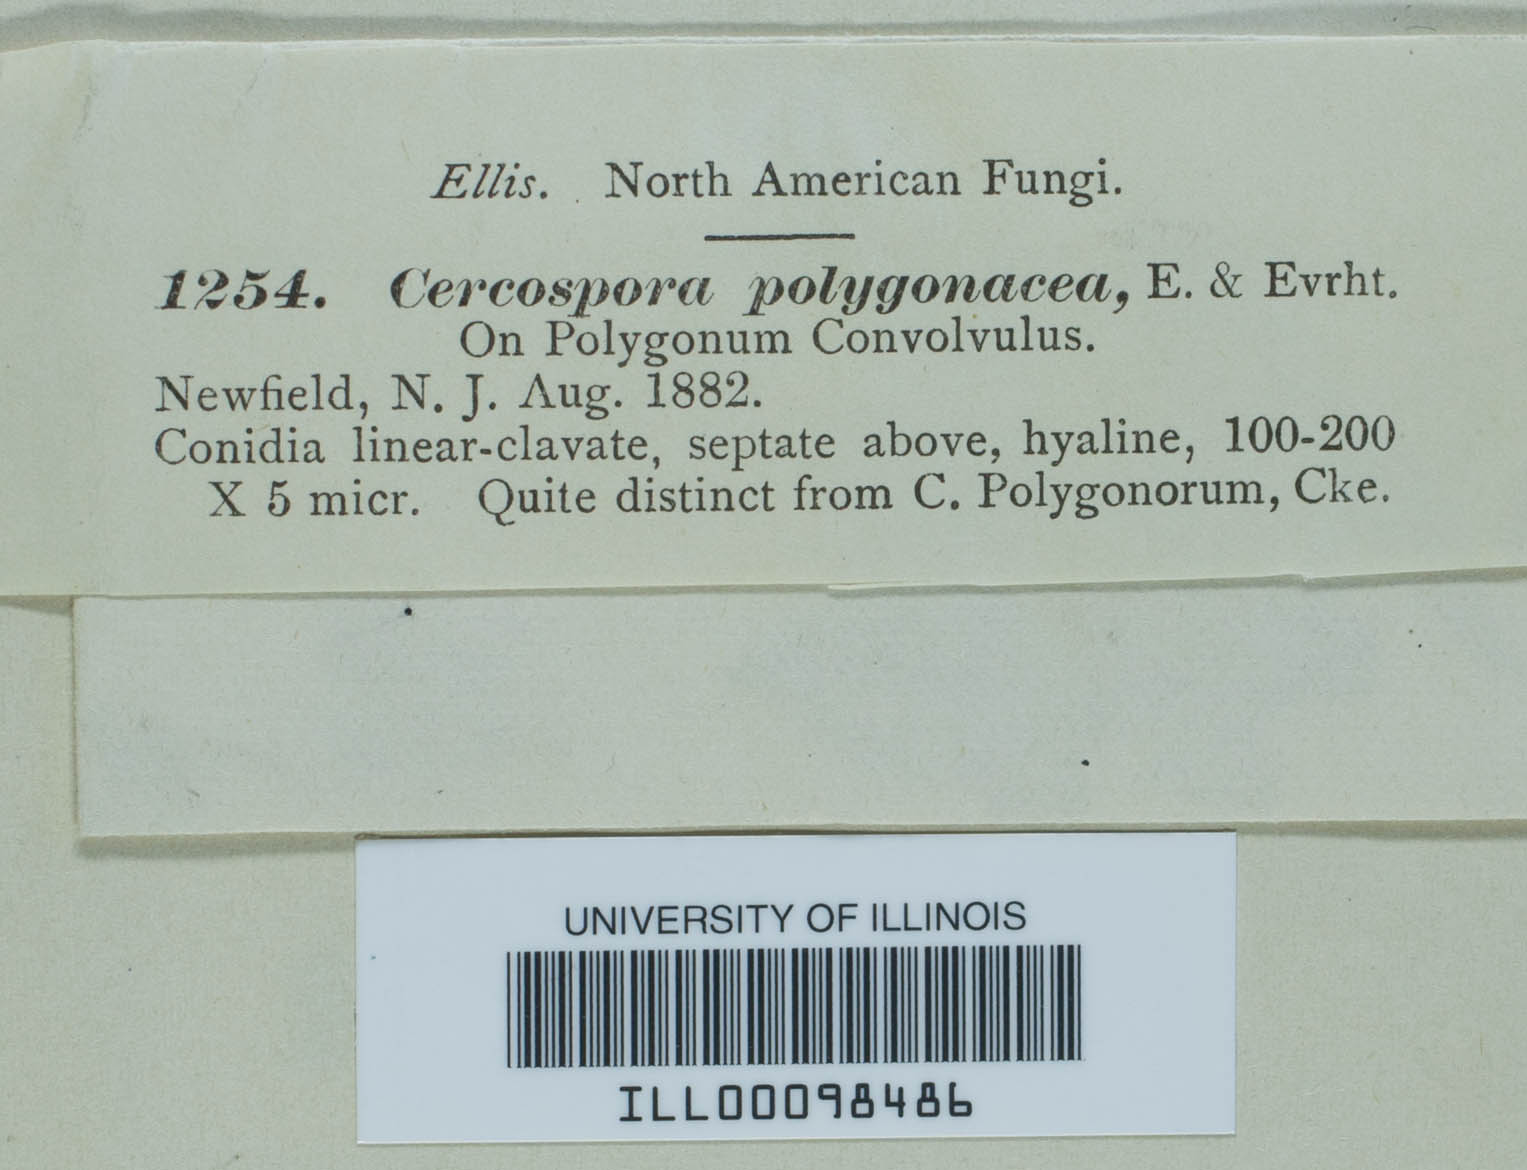 Ellis. North American Fungi.
1254. Cercospora polygonacea, E. & Evrht.
On Polygonum Convolvulus.
Newfield, N. J. Aug. 1882.
Conidia linear-clavate, septate above, hyaline, 100-200
X 5 micr. Quite distinct from C. Polygonorum, Cke.
UNIVERSITY OF ILLINOIS
ILL00098486